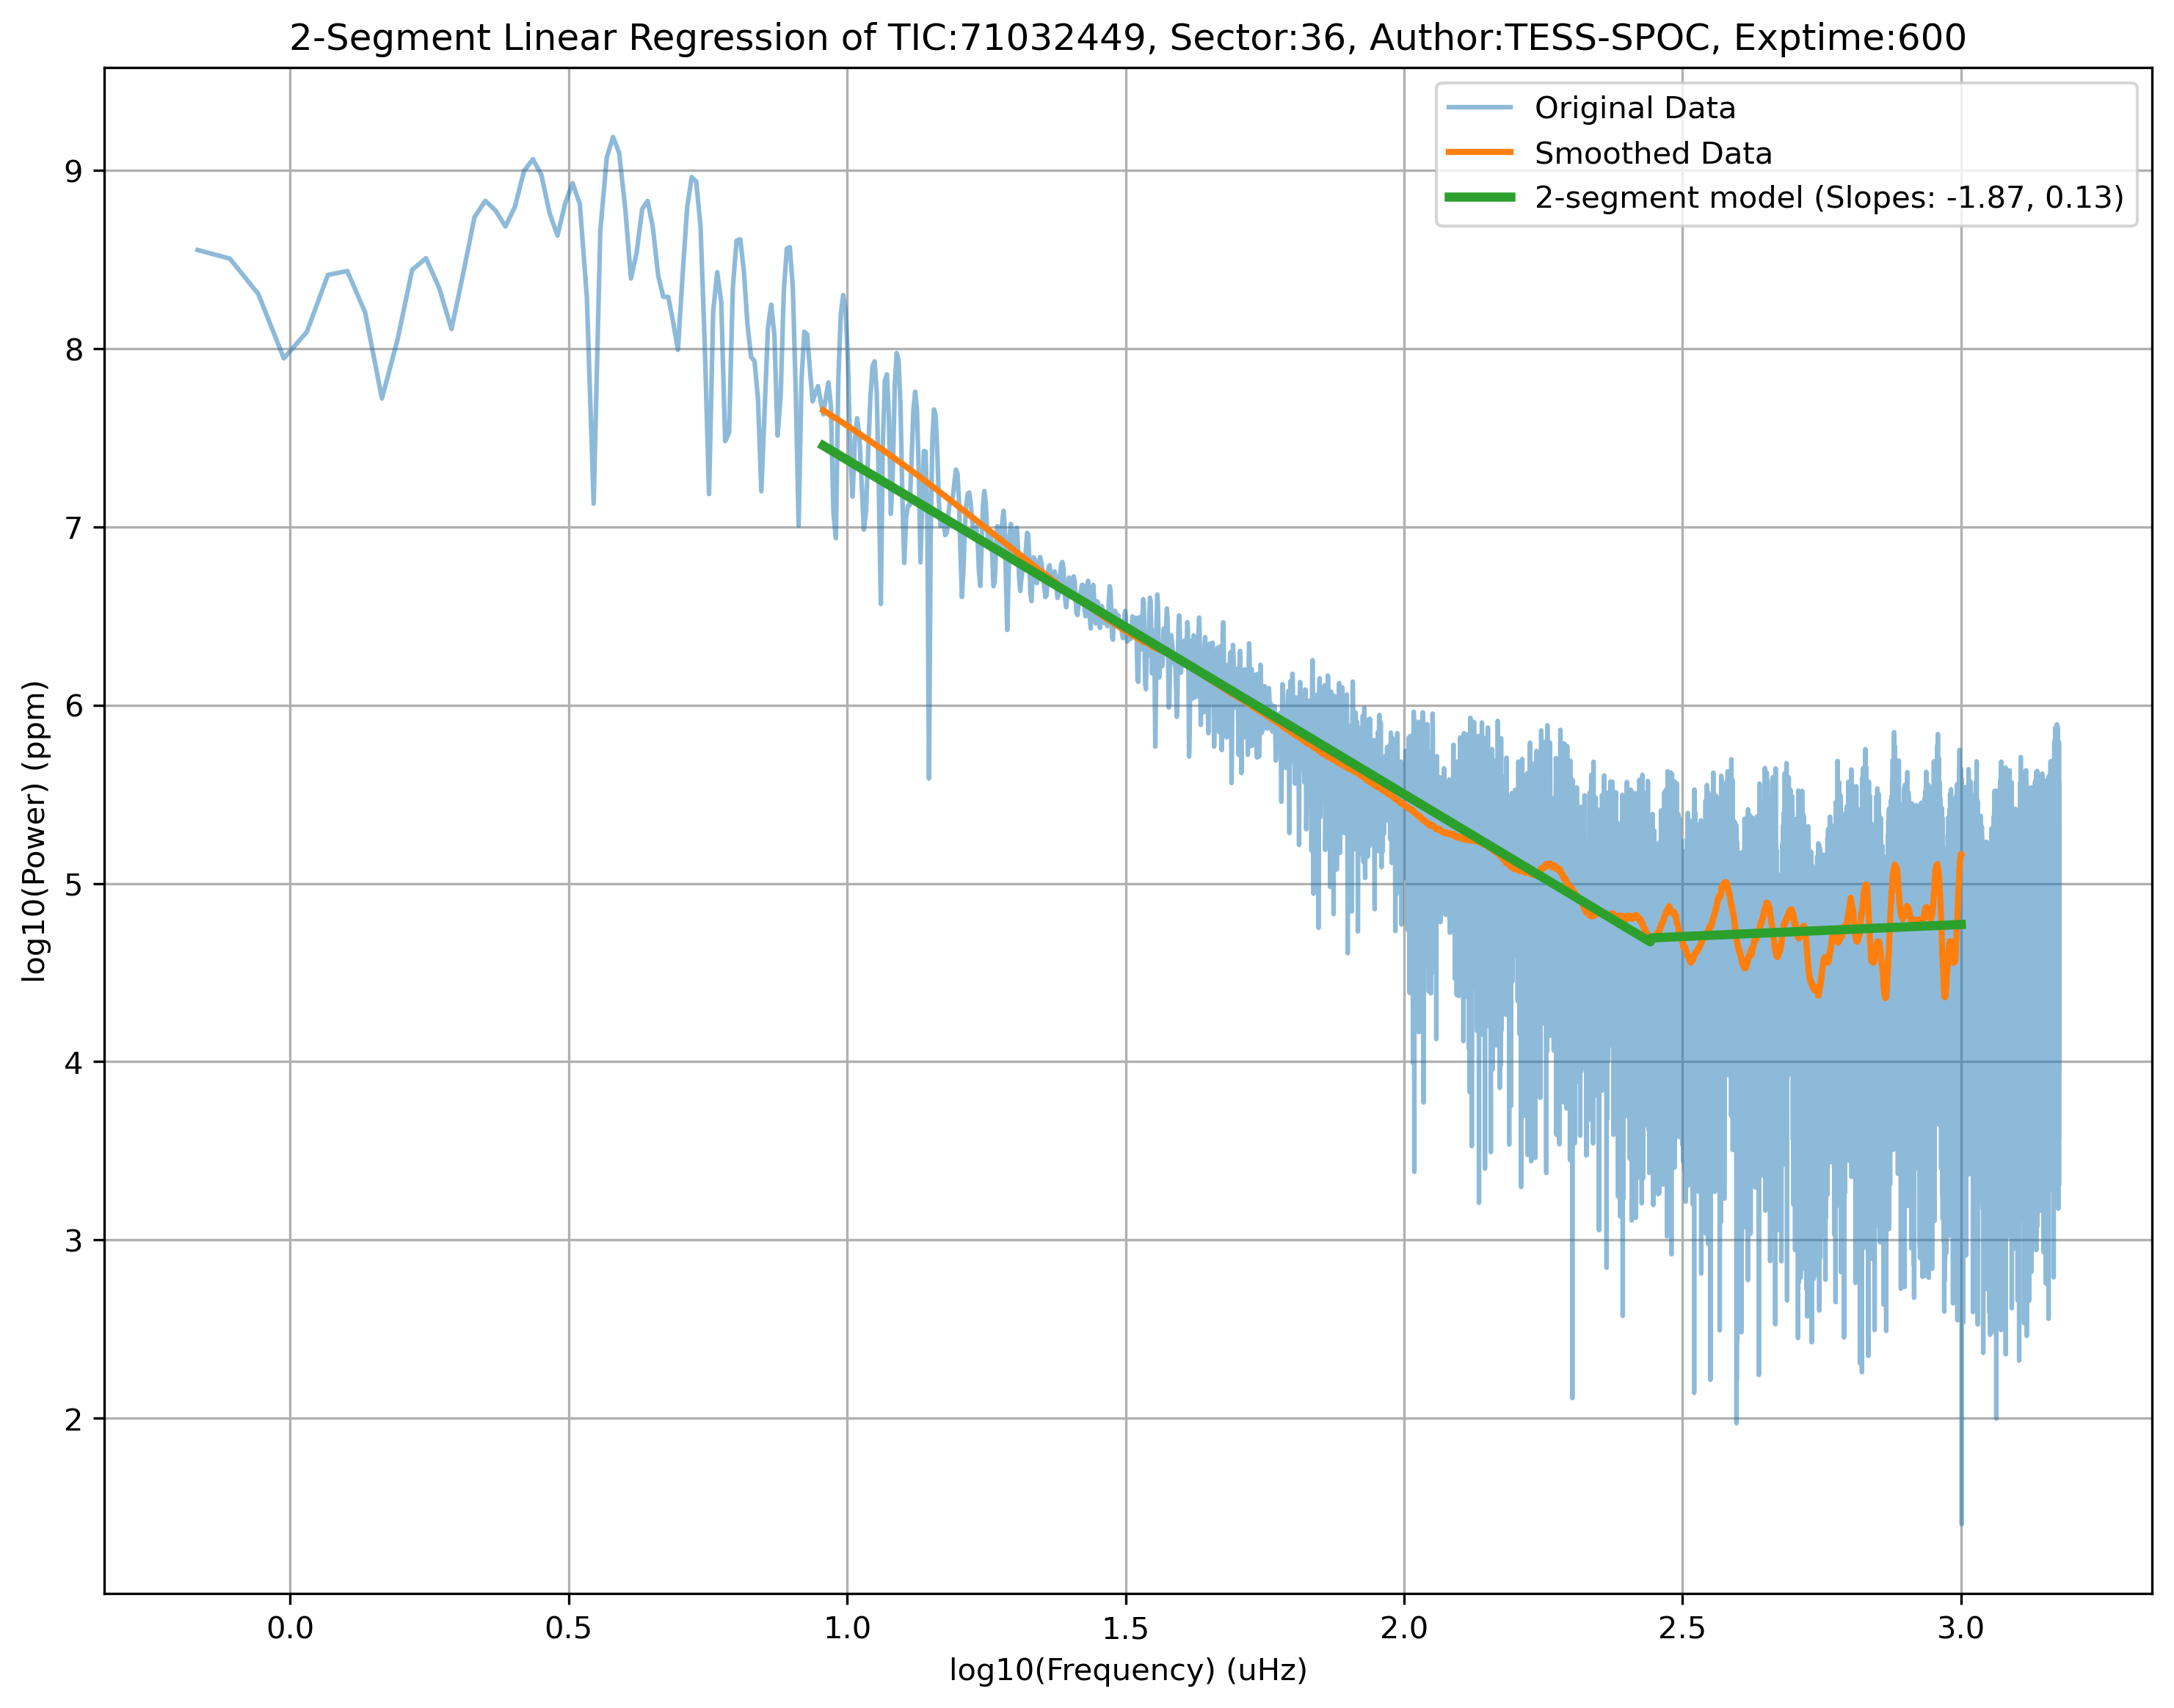 2-Segment Linear Regression of TIC:71032449, Sector:36, Author:TESS-SPOC, Exptime:600
Original Data
Smoothed Data
2-segment model (Slopes: -1.87, 0.13)
log10(Power) (ppm)
9
8
7
6
5
4
3
2
0.0 0.5 1.0 1.5 2.0 2.5 3.0
log10(Frequency) (uHz)